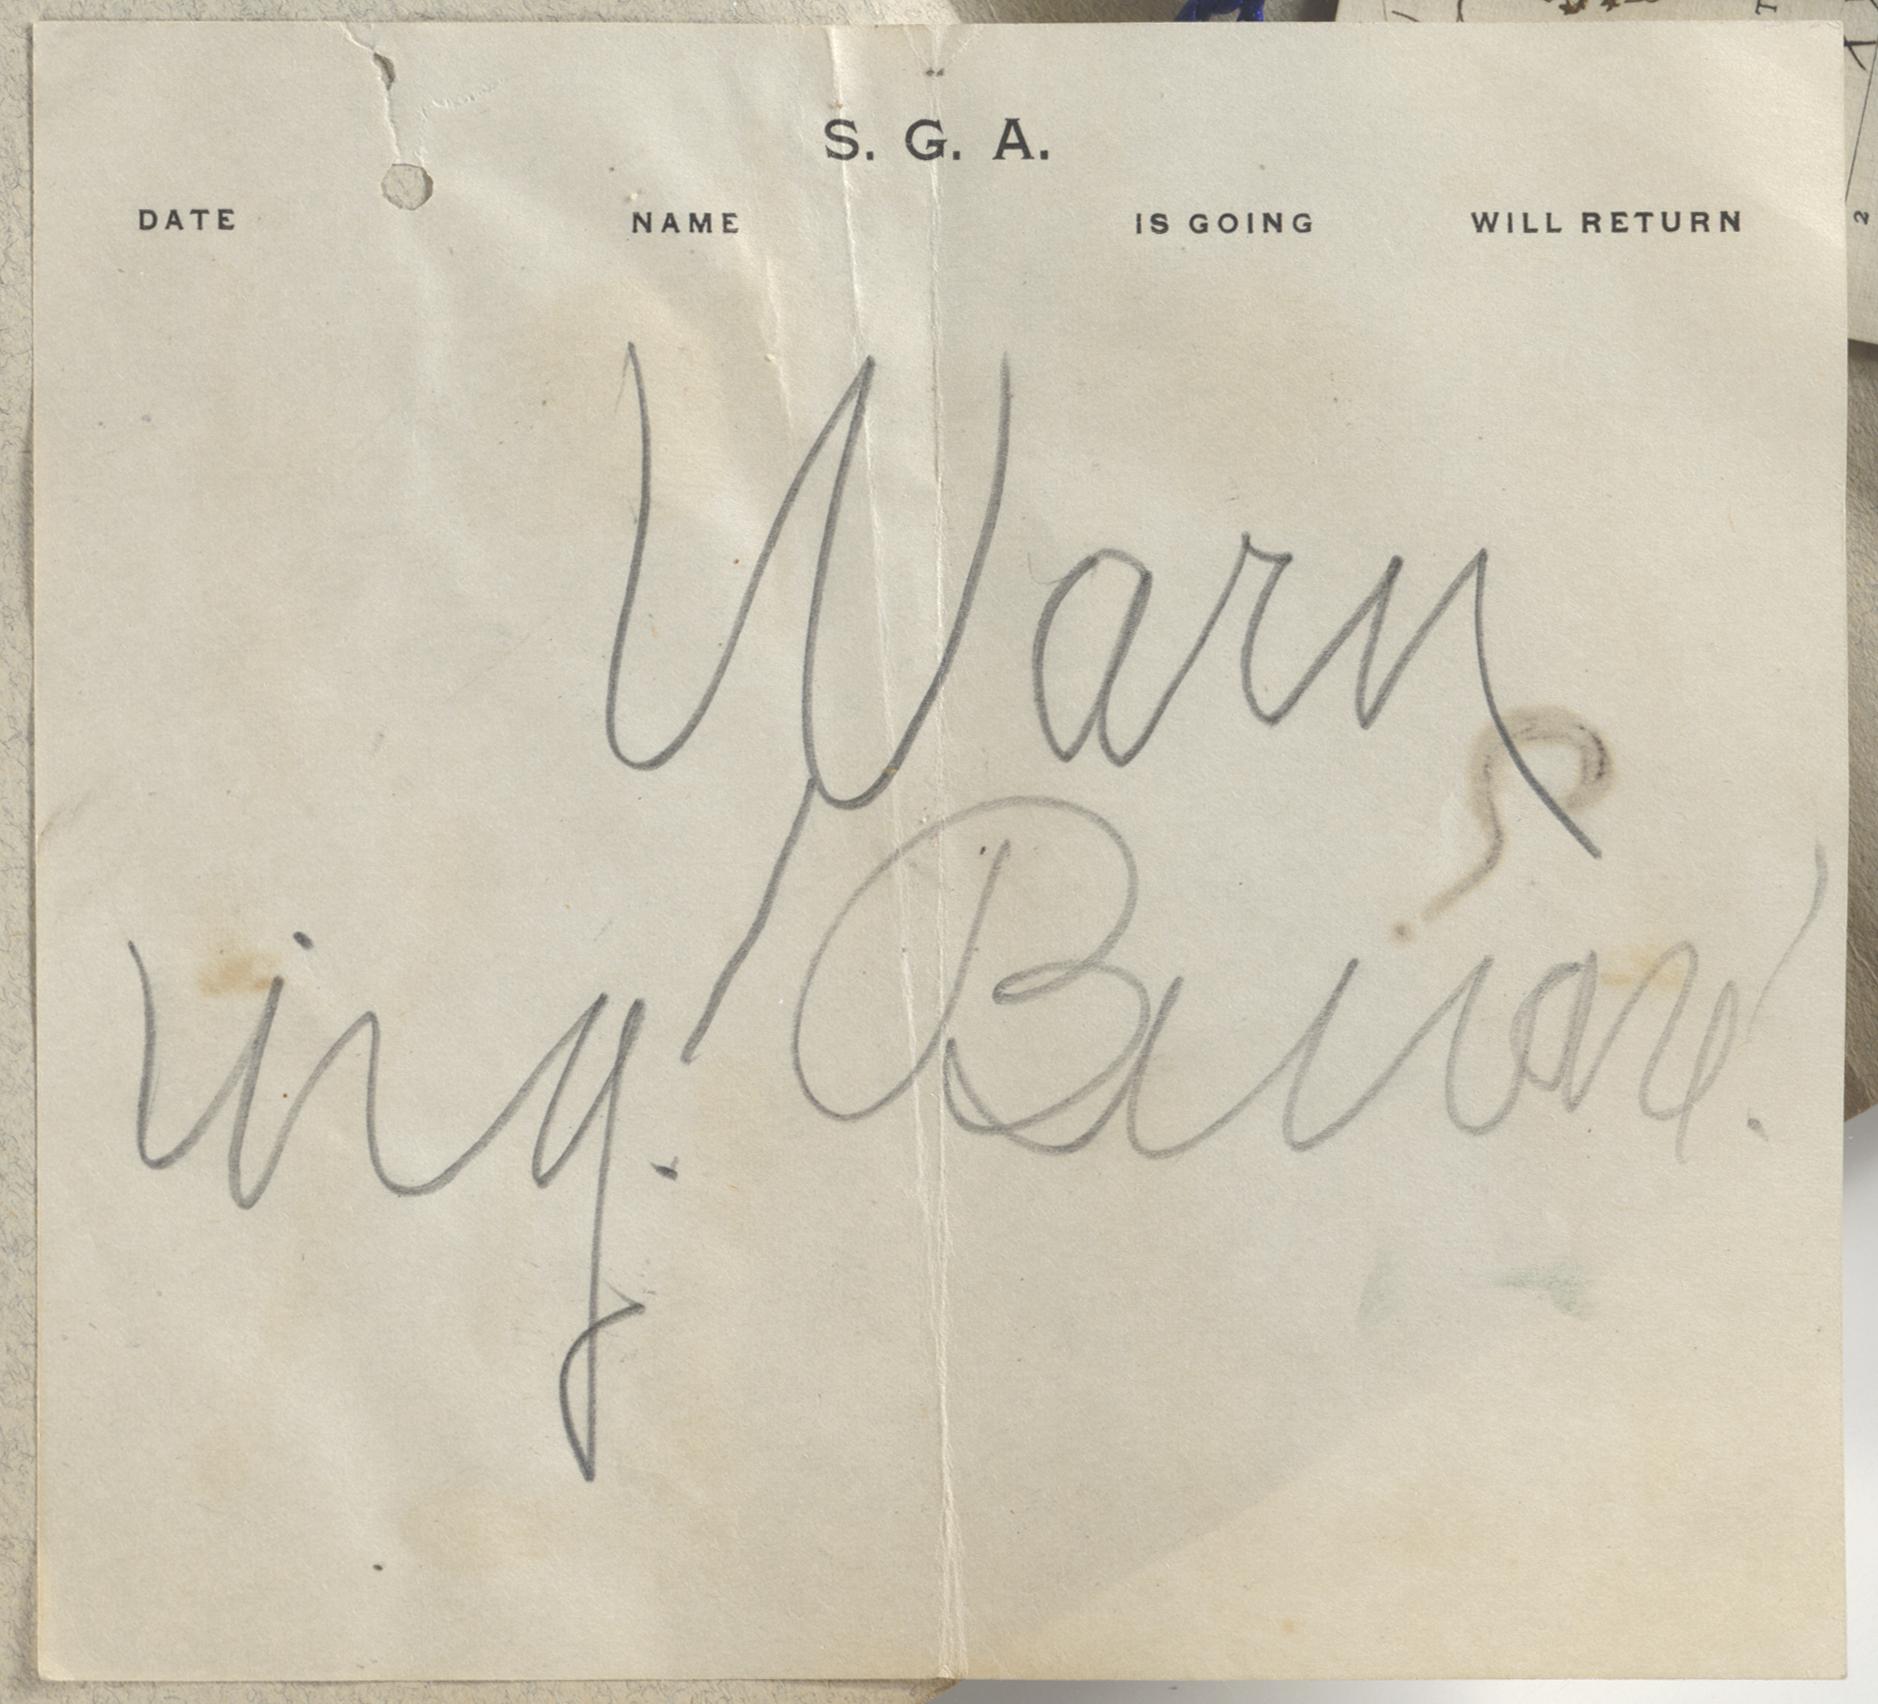 S. G. A.
DATE NAME IS GOING WILL RETURN
Warn
ing. Beware!